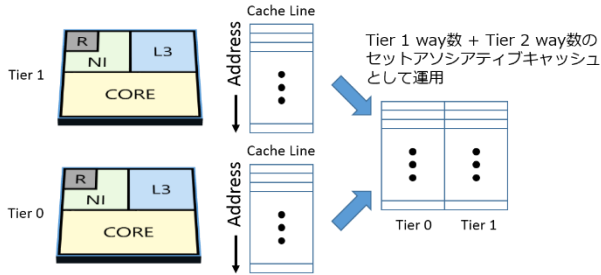 Tier 1
R
NI
L3
CORE
Cache Line
Address
Tier 1 way数 + Tier 2 way数の
セットアソシアティブキャッシュ
として運用
Tier 0
R
NI
L3
CORE
Cache Line
Address
Tier 0
Tier 1